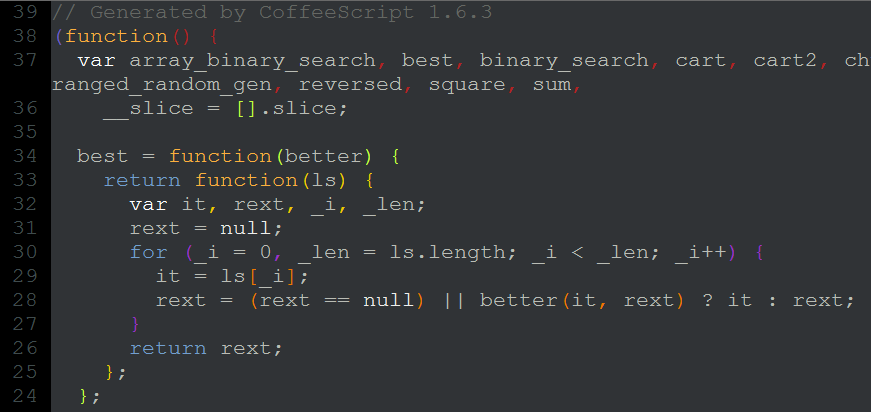 39 // Generated by CoffeeScript 1.6.3
38 (function() {
37   var array_binary_search, best, binary_search, cart, cart2, ch
ranged_random_gen, reversed, square, sum,
36     __slice = [].slice;
35
34   best = function(better) {
33     return function(ls) {
32       var it, rext, _i, _len;
31       rext = null;
30       for (_i = 0, _len = ls.length; _i < _len; _i++) {
29         it = ls[_i];
28         rext = (rext == null) || better(it, rext) ? it : rext;
27       }
26       return rext;
25     };
24   };